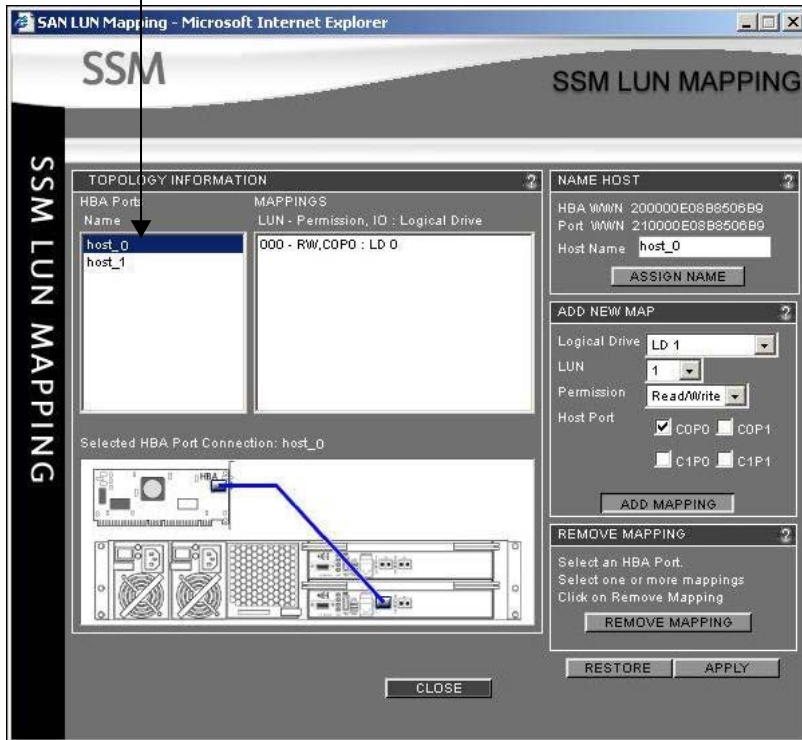 SAN LUN Mapping - Microsoft Internet Explorer
SSM
SSM LUN MAPPING
SSM LUN MAPPING
TOPOLOGY INFORMATION ?
HBA Ports
Name
MAPPINGS
LUN - Permission, IO : Logical Drive
host_0
host_1
000 - RW,C0P0 : LD 0
Selected HBA Port Connection: host_0
HBA
NAME HOST ?
HBA WWN 200000E08B8506B9
Port WWN 210000E08B8506B9
Host Name host_0
ASSIGN NAME
ADD NEW MAP ?
Logical Drive LD 1
LUN 1
Permission Read/Write
Host Port
C0P0 C0P1
C1P0 C1P1
ADD MAPPING
REMOVE MAPPING ?
Select an HBA Port.
Select one or more mappings
Click on Remove Mapping
REMOVE MAPPING
RESTORE APPLY
CLOSE